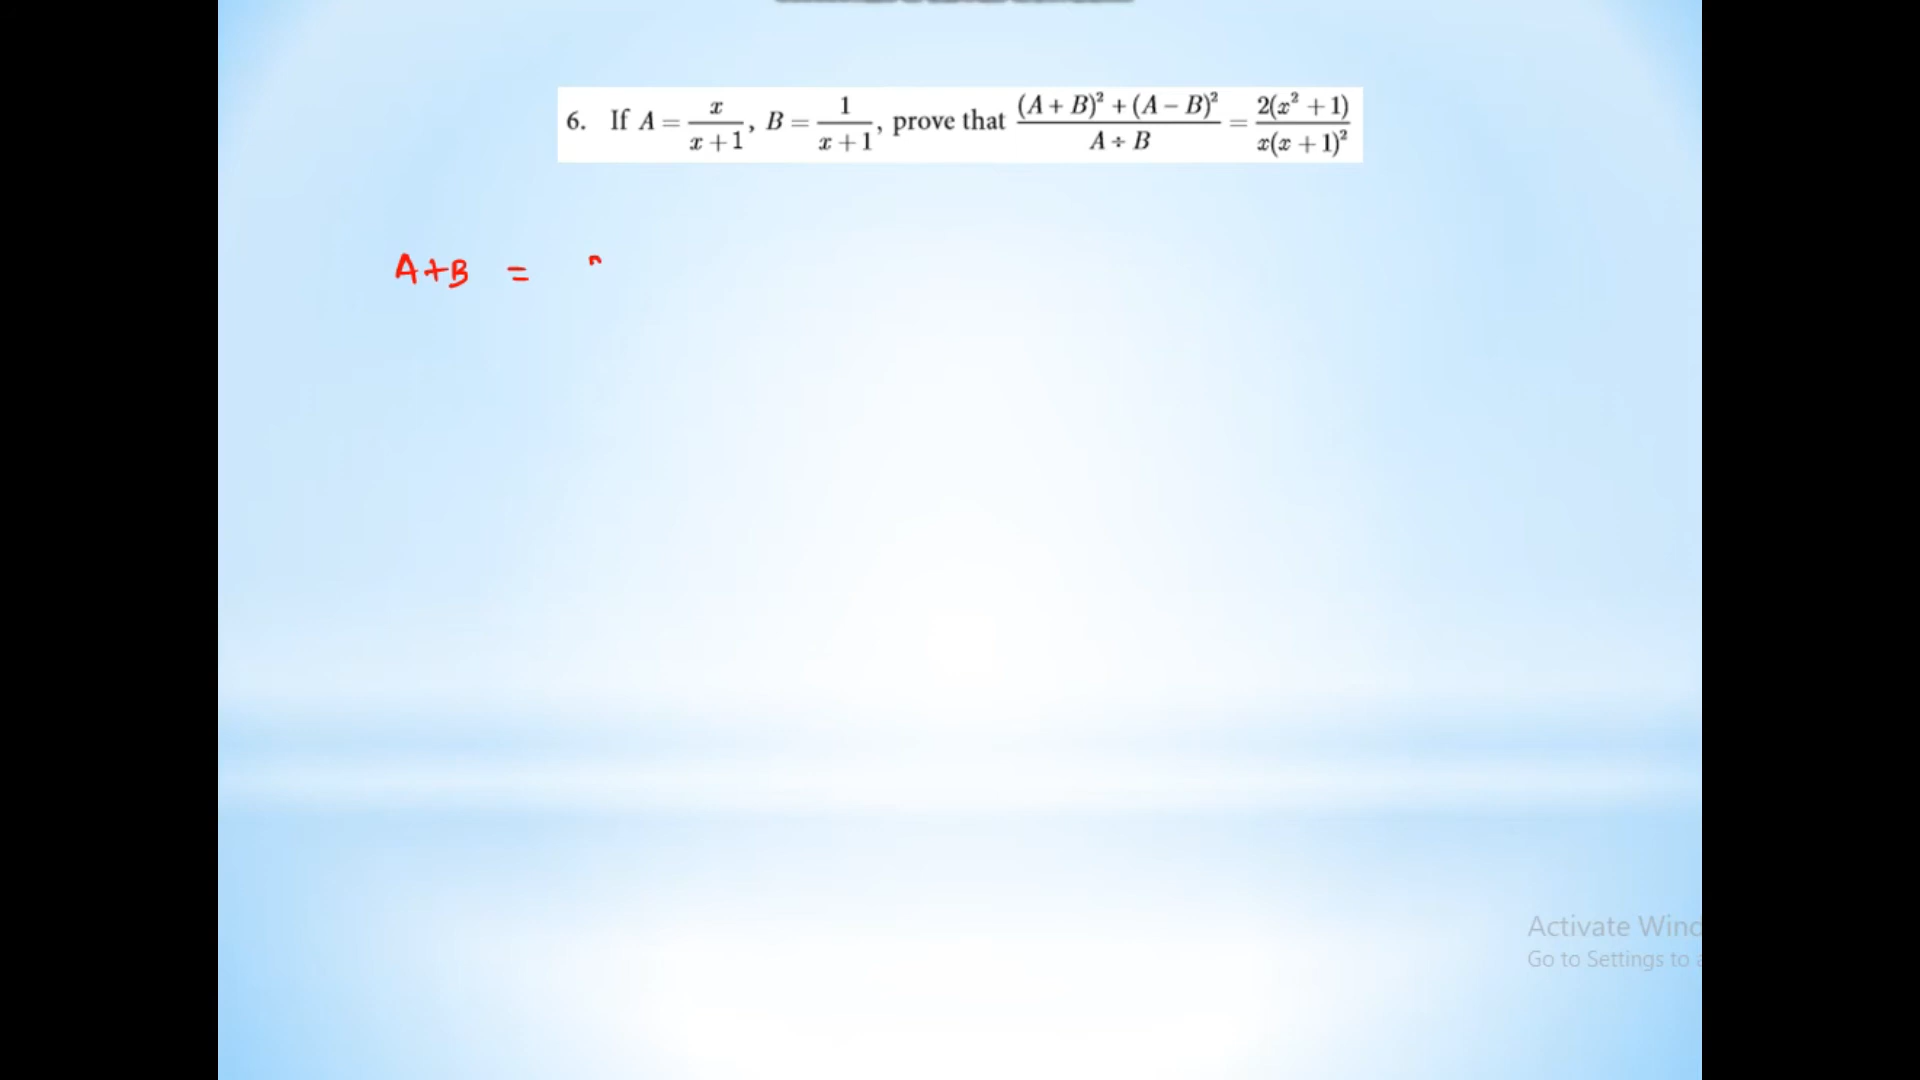 6. If A = x/(x+1), B = 1/(x+1), prove that ((A + B)² + (A − B)²)/(A ÷ B) = 2(x² + 1)/(x(x + 1)²)
A+B =
Activate Wind
Go to Settings to a